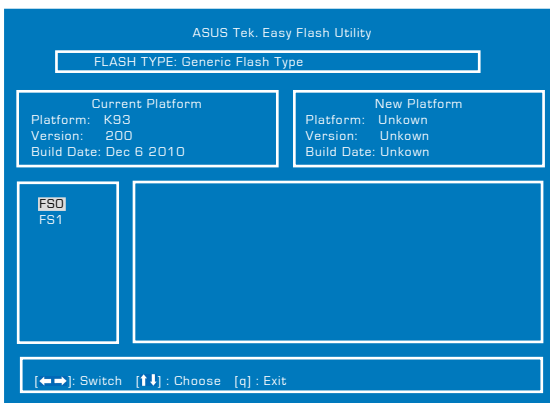 ASUS Tek. Easy Flash Utility
FLASH TYPE: Generic Flash Type
Current Platform
Platform: K93
Version: 200
Build Date: Dec 6 2010
New Platform
Platform: Unkown
Version: Unkown
Build Date: Unkown
FS0
FS1
[←→]: Switch [↑↓] : Choose [q] : Exit